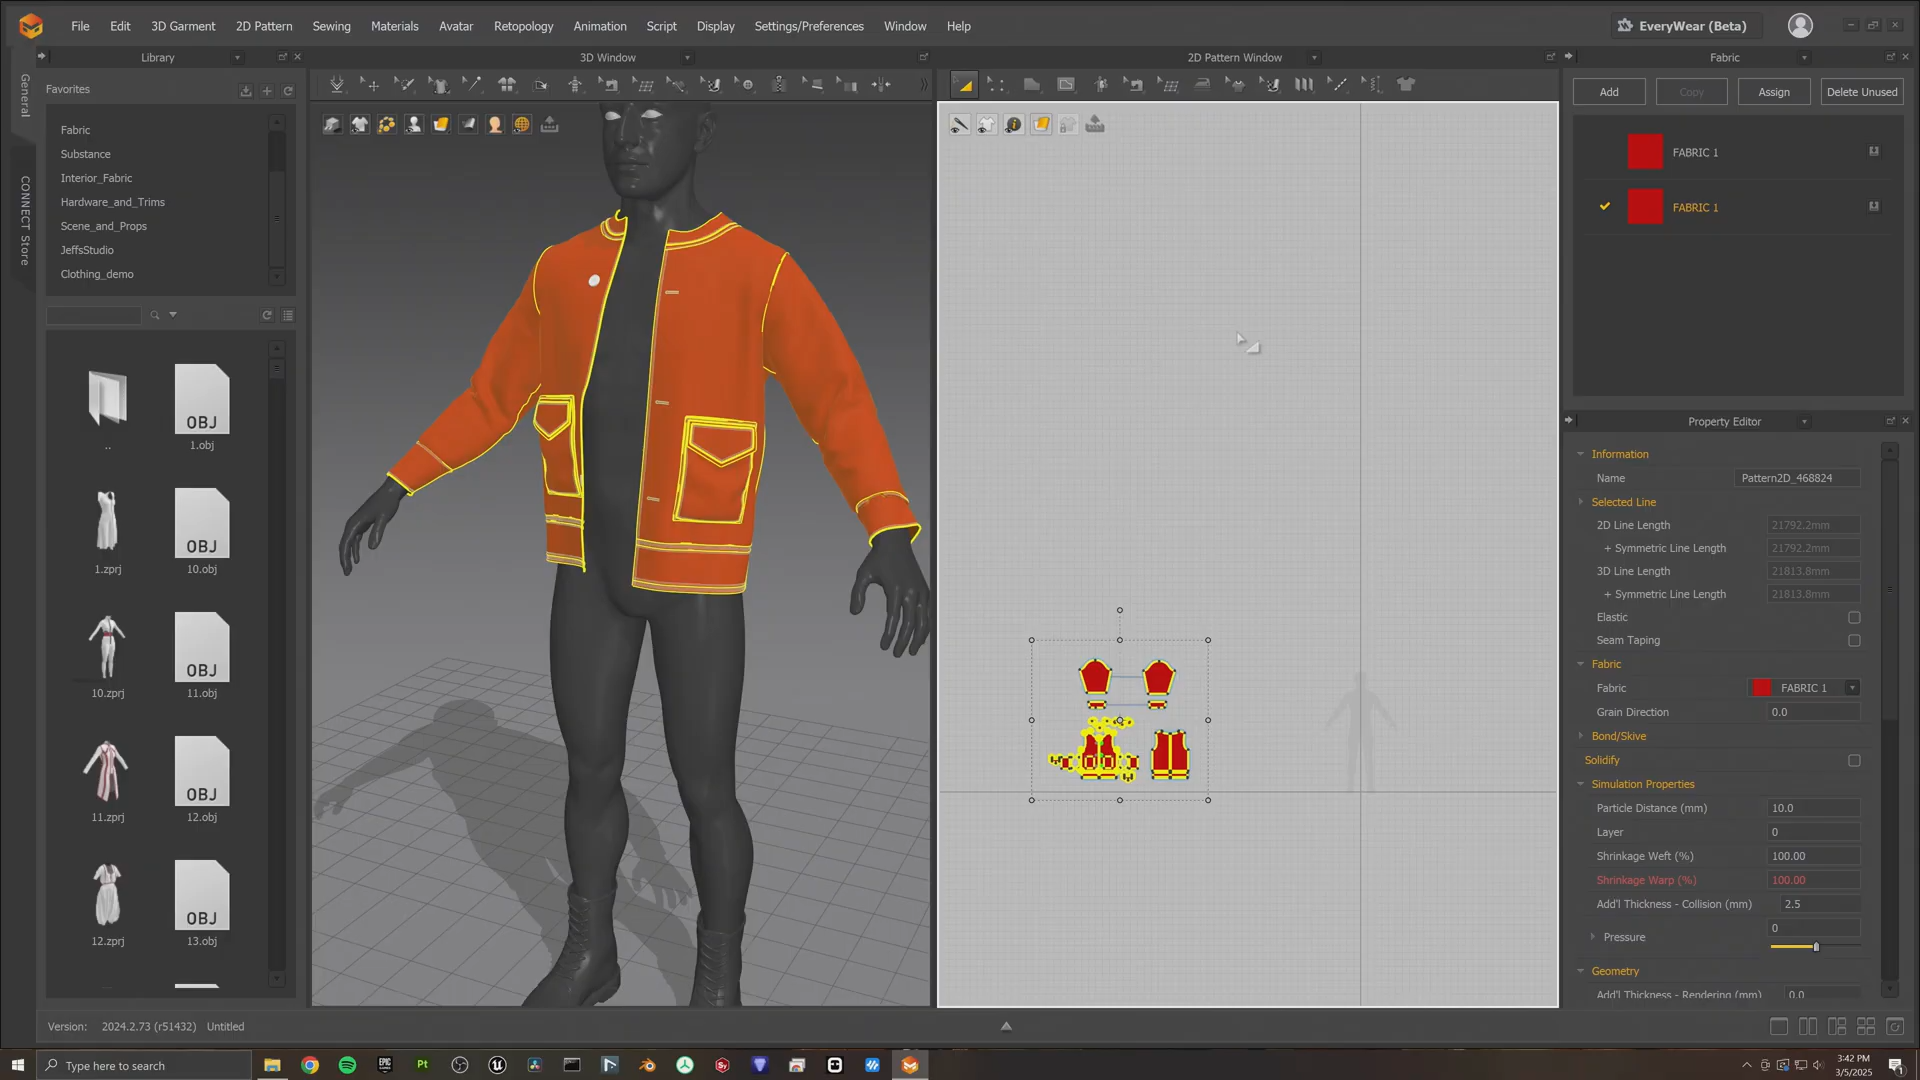 File Edit 3D Garment 2D Pattern Sewing Materials Avatar Retopology Animation Script Display Settings/Preferences Window Help EveryWear (Beta)
Library
3D Window
2D Pattern Window
Fabric
General
CONNECT Store
Favorites
Fabric
Substance
Interior_Fabric
Hardware_and_Trims
Scene_and_Props
JeffsStudio
Clothing_demo
..
OBJ
1.obj
1.zprj
OBJ
10.obj
10.zprj
OBJ
11.obj
11.zprj
OBJ
12.obj
12.zprj
OBJ
13.obj
Add Copy Assign Delete Unused
FABRIC 1
FABRIC 1
Property Editor
Information
Name Pattern2D_468824
Selected Line
2D Line Length 21792.2mm
+ Symmetric Line Length 21792.2mm
3D Line Length 21813.8mm
+ Symmetric Line Length 21813.8mm
Elastic
Seam Taping
Fabric
Fabric FABRIC 1
Grain Direction 0.0
Bond/Skive
Solidify
Simulation Properties
Particle Distance (mm) 10.0
Layer 0
Shrinkage Weft (%) 100.00
Shrinkage Warp (%) 100.00
Add'l Thickness - Collision (mm) 2.5
Pressure 0
Geometry
Add'l Thickness - Rendering (mm) 0.0
Version: 2024.2.73 (r51432) Untitled
Type here to search
EPIC
Pt
3:42 PM
3/5/2025
1